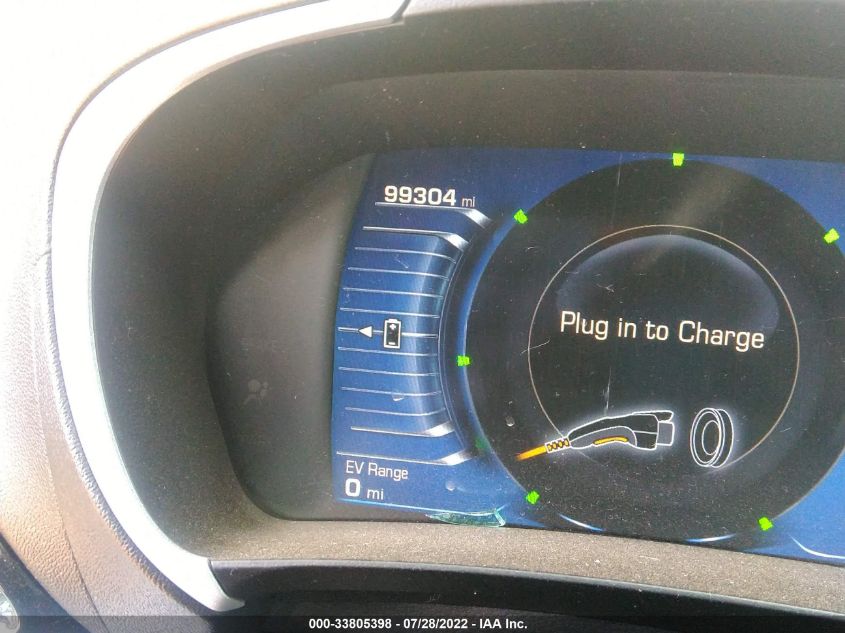 99304 mi
Plug in to Charge
EV Range
0 mi
000-33805398 - 07/28/2022 - IAA Inc.